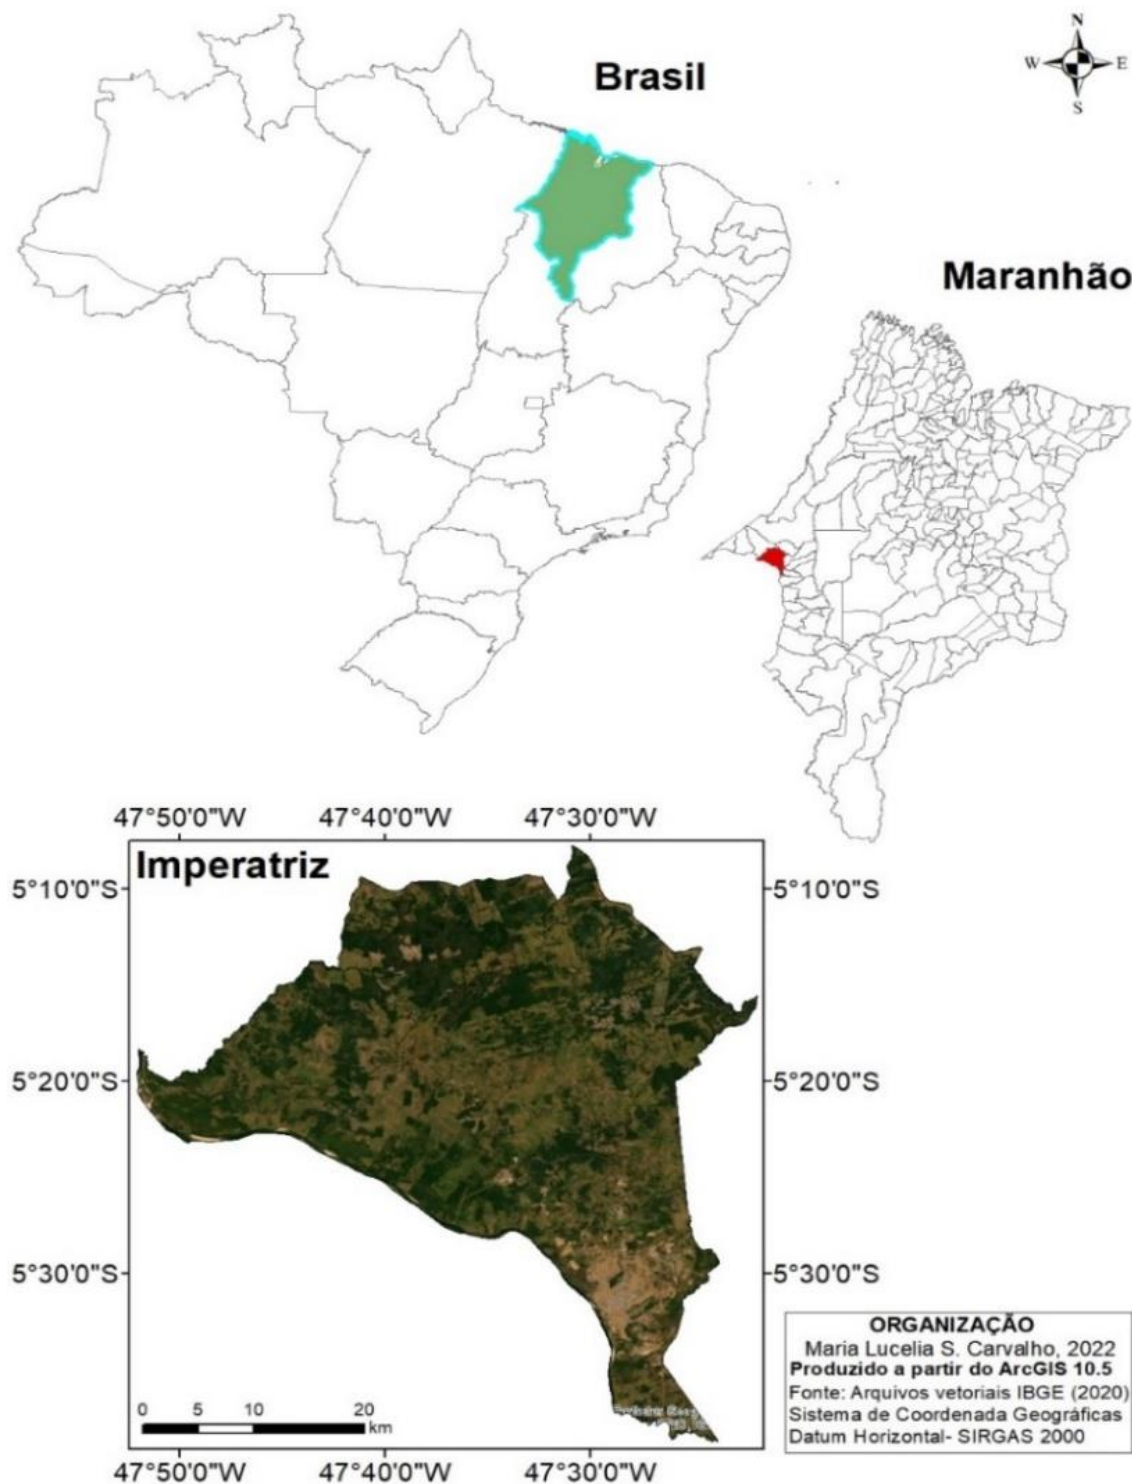 Brasil
N
W E
S
Maranhão
47°50'0"W 47°40'0"W 47°30'0"W
Imperatriz
5°10'0"S 5°10'0"S
5°20'0"S 5°20'0"S
5°30'0"S 5°30'0"S
0 5 10 20
km
47°50'0"W 47°40'0"W 47°30'0"W
ORGANIZAÇÃO
Maria Lucelia S. Carvalho, 2022
Produzido a partir do ArcGIS 10.5
Fonte: Arquivos vetoriais IBGE (2020)
Sistema de Coordenada Geográficas
Datum Horizontal- SIRGAS 2000